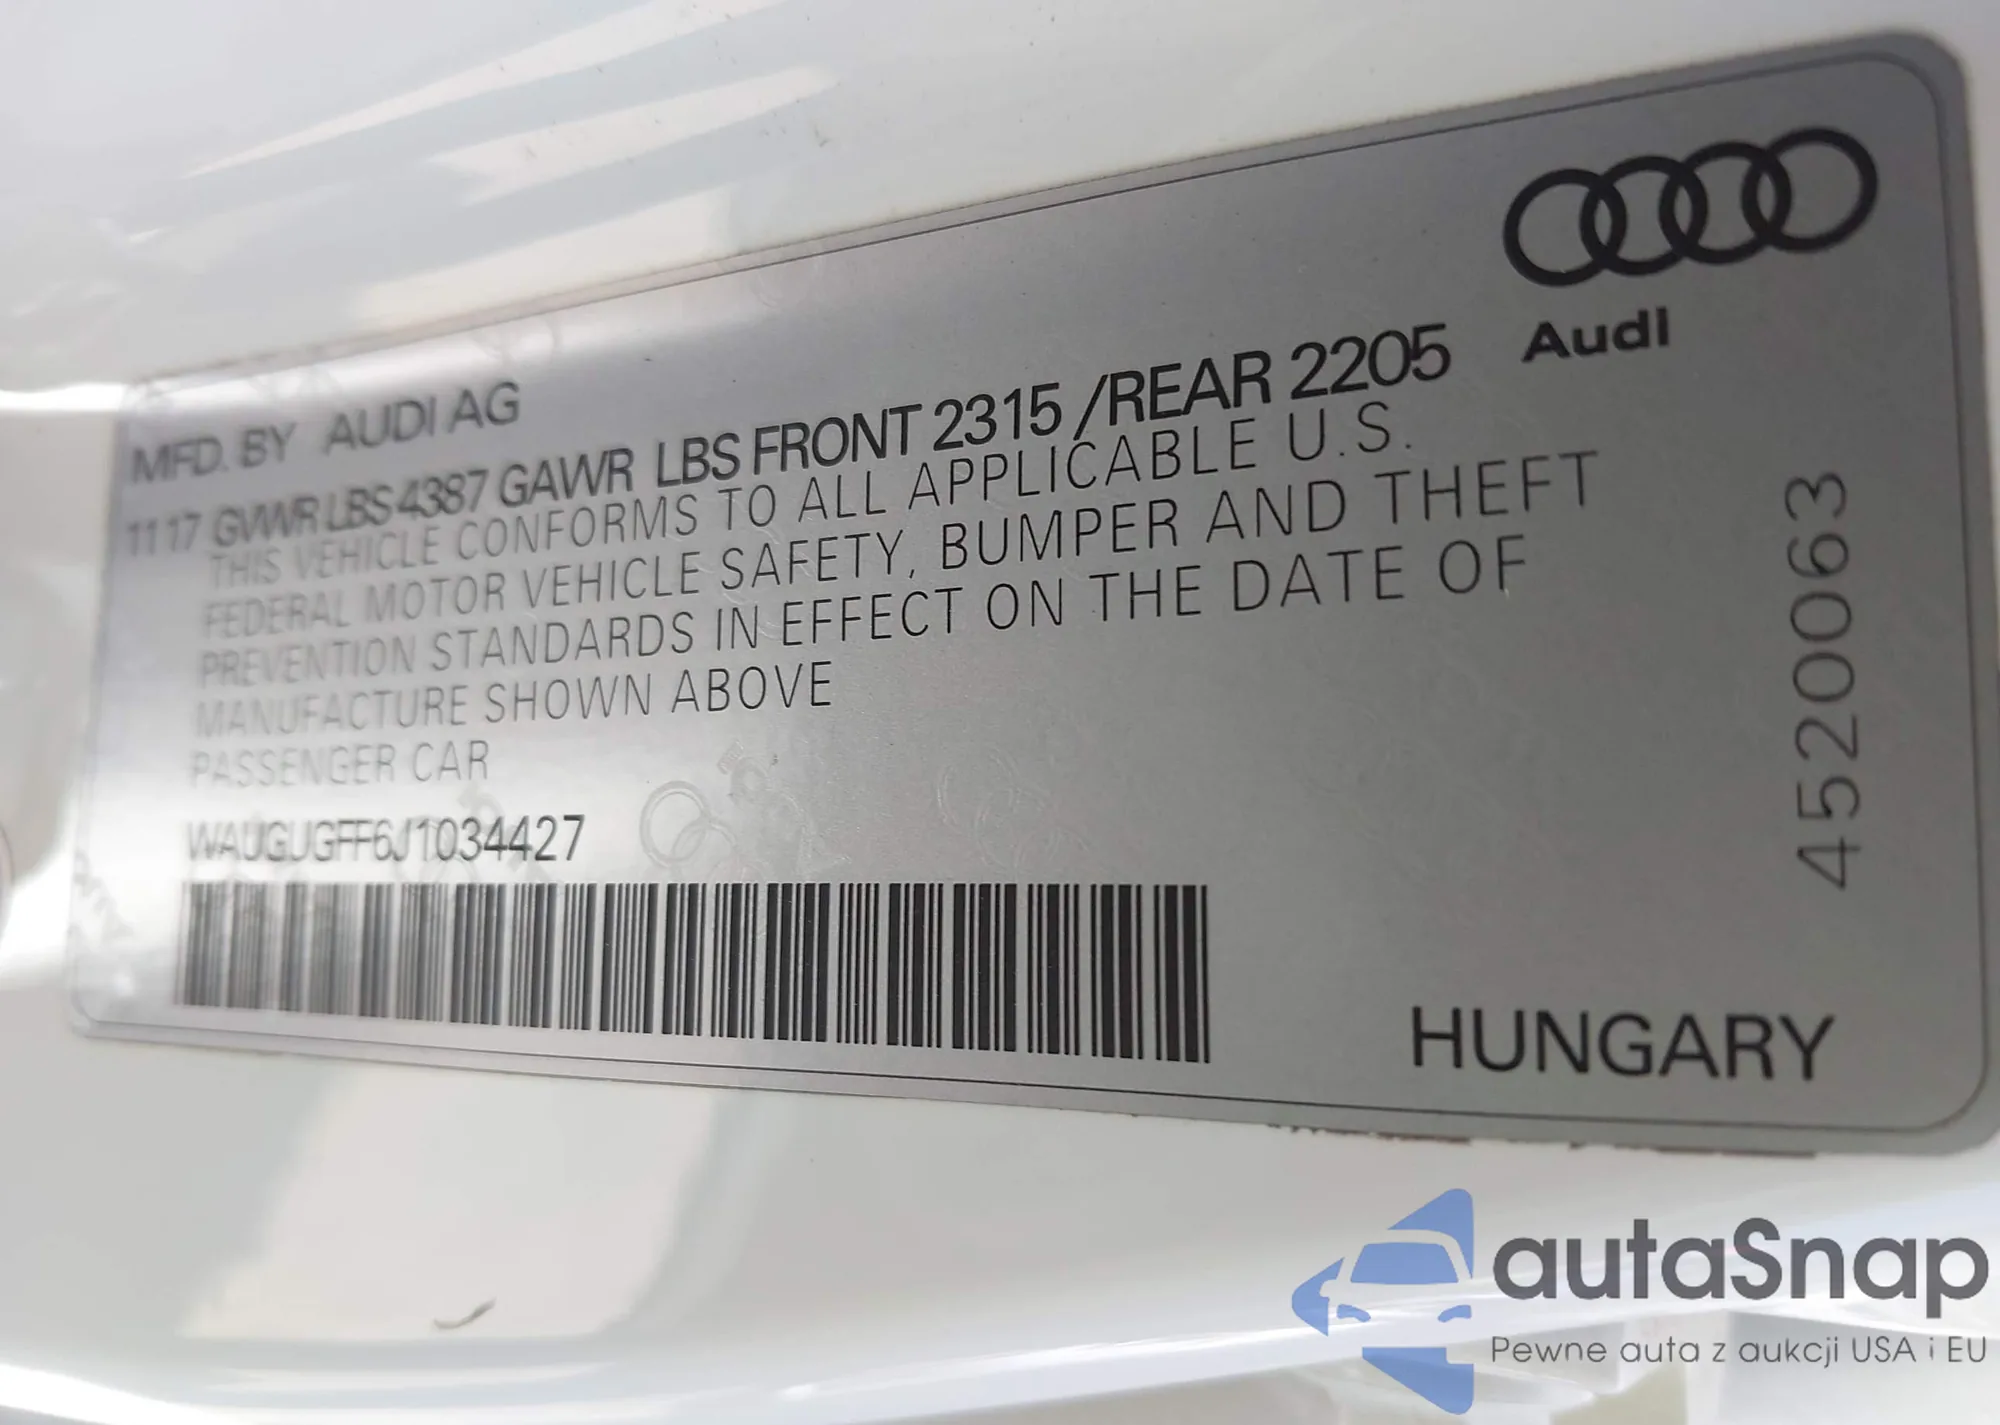 MFD. BY AUDI AG
11 17 GVWR LBS 4387 GAWR LBS FRONT 2315 /REAR 2205
THIS VEHICLE CONFORMS TO ALL APPLICABLE U.S.
FEDERAL MOTOR VEHICLE SAFETY, BUMPER AND THEFT
PREVENTION STANDARDS IN EFFECT ON THE DATE OF
MANUFACTURE SHOWN ABOVE
PASSENGER CAR
WAUGUGFF6J1034427
Audi
4520063
HUNGARY
autaSnap
Pewne auta z aukcji USA i EU